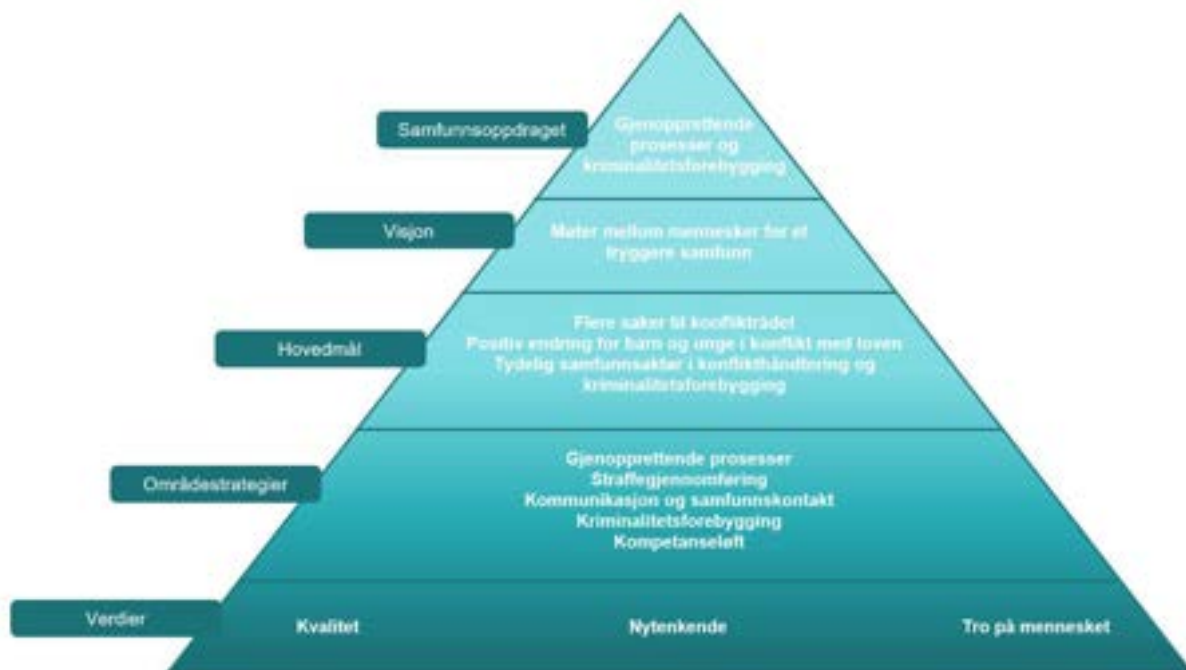 Samfunnsoppdraget
Gjenopprettende
prosesser og
kriminalitetsforebygging
Visjon
Møter mellom mennesker for et
tryggere samfunn
Hovedmål
Flere saker til konfliktrådet
Positiv endring for barn og unge i konflikt med loven
Tydelig samfunnsaktør i konflikthåndtering og
kriminalitetsforebygging
Områdestrategier
Gjenopprettende prosesser
Straffegjennomføring
Kommunikasjon og samfunnskontakt
Kriminalitetsforebygging
Kompetanseløft
Verdier
Kvalitet
Nytenkende
Tro på mennesket